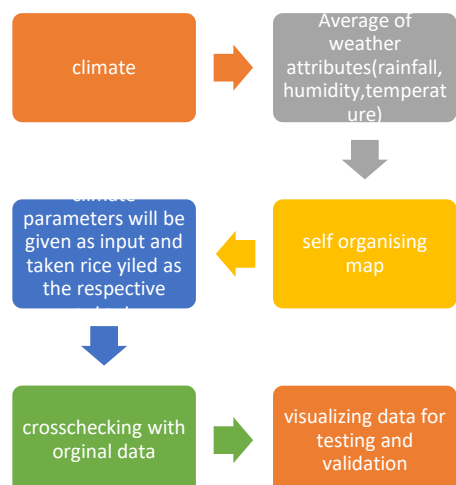 climate
Average of
weather
attributes(rainfall,
humidity,temperat
ure)
self organising
map
climate
parameters will be
given as input and
taken rice yiled as
the respective
crosschecking with
orginal data
visualizing data for
testing and
validation